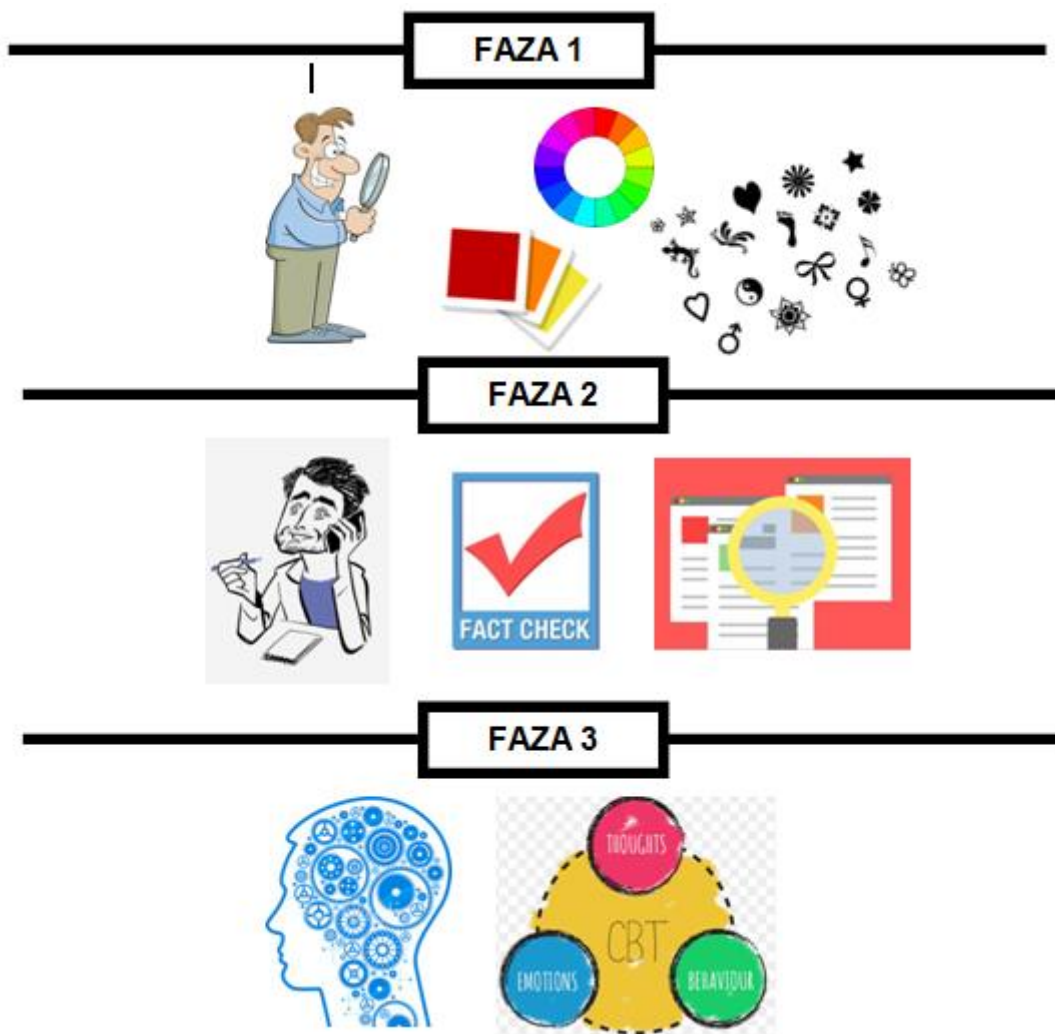 FAZA 1
FAZA 2
FACT CHECK
FAZA 3
THOUGHTS
CBT
EMOTIONS
BEHAVIOUR